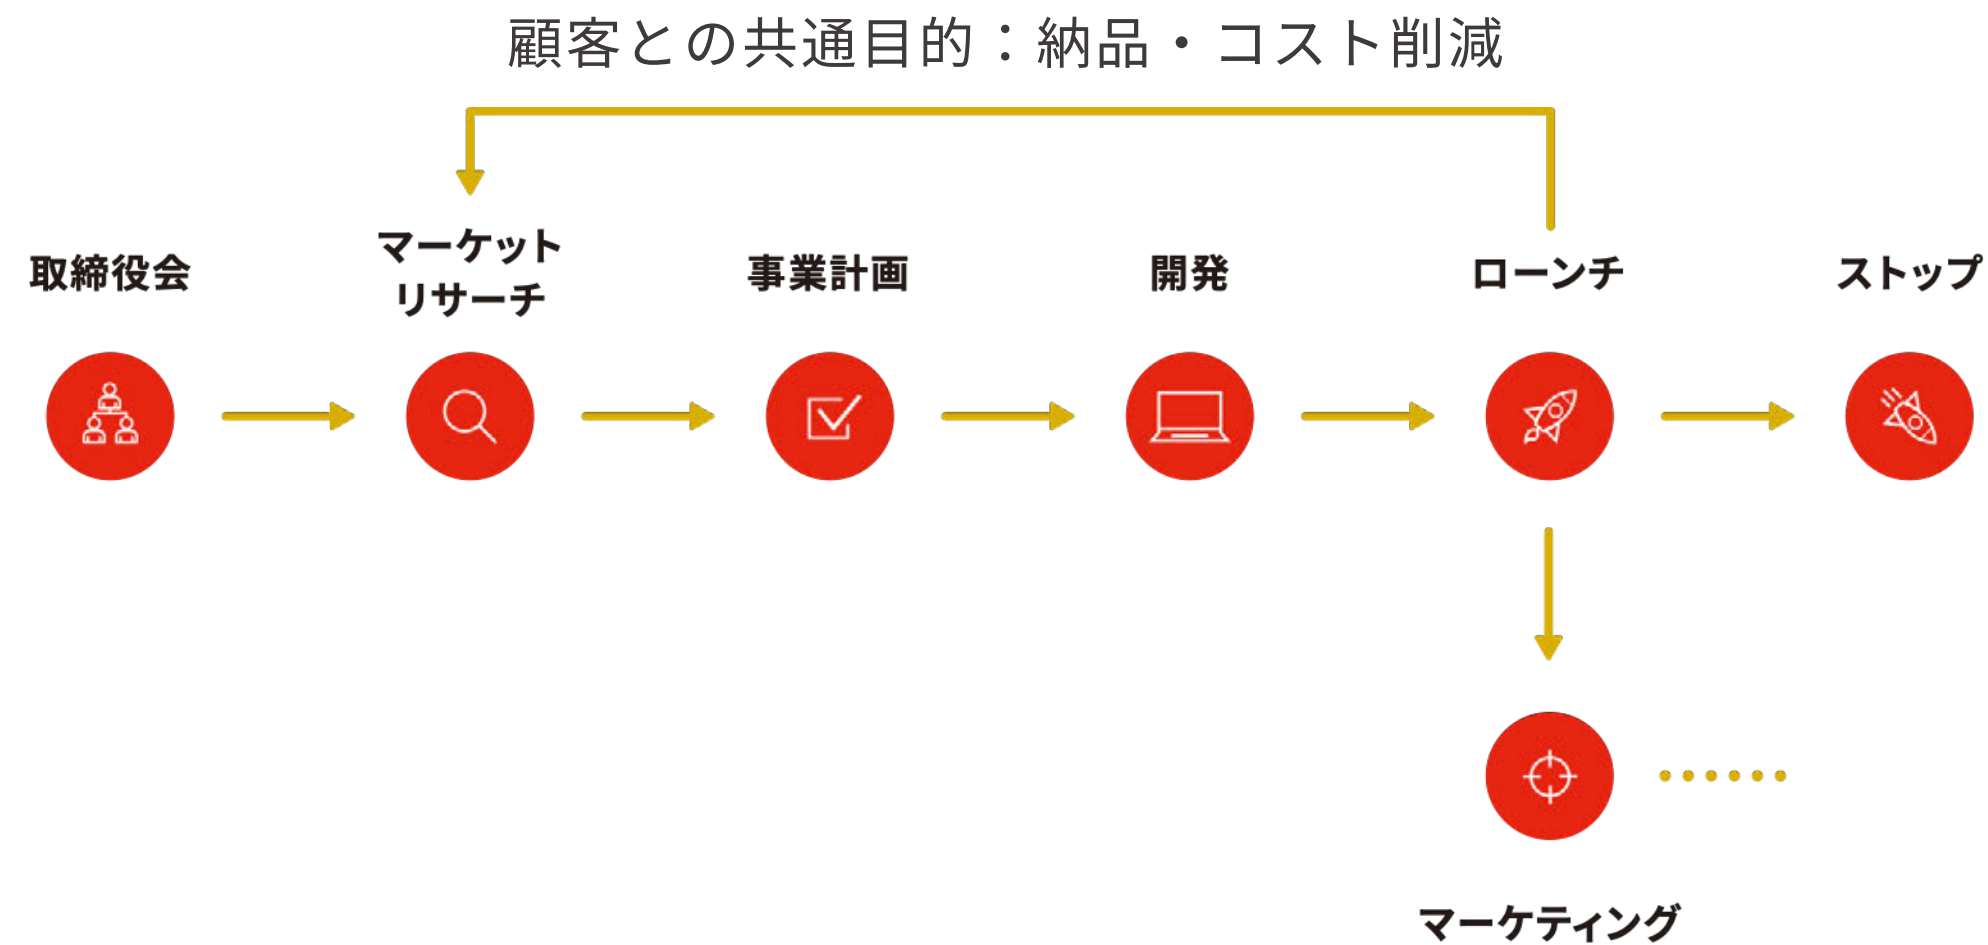 顧客との共通目的：納品・コスト削減
取締役会
マーケット
リサーチ
事業計画
開発
ローンチ
ストップ
マーケティング